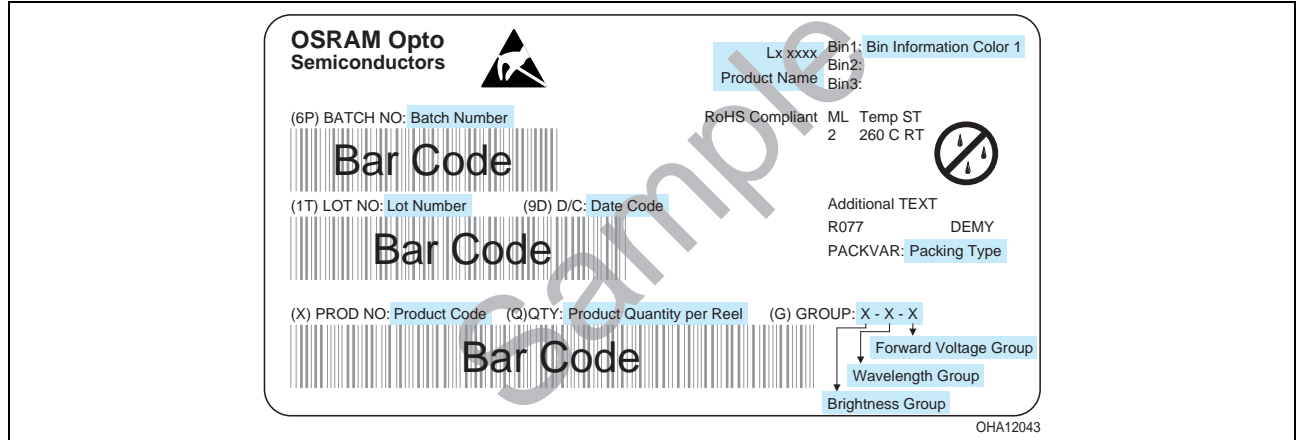 OSRAM Opto
Semiconductors
Lx xxxx
Product Name
Bin1: Bin Information Color 1
Bin2:
Bin3:
(6P) BATCH NO: Batch Number
Bar Code
RoHS Compliant ML Temp ST
2 260 C RT
(1T) LOT NO: Lot Number (9D) D/C: Date Code
Bar Code
Additional TEXT
R077 DEMY
PACKVAR: Packing Type
(X) PROD NO: Product Code (Q)QTY: Product Quantity per Reel (G) GROUP: X - X - X
Bar Code
Forward Voltage Group
Wavelength Group
Brightness Group
Sample
OHA12043